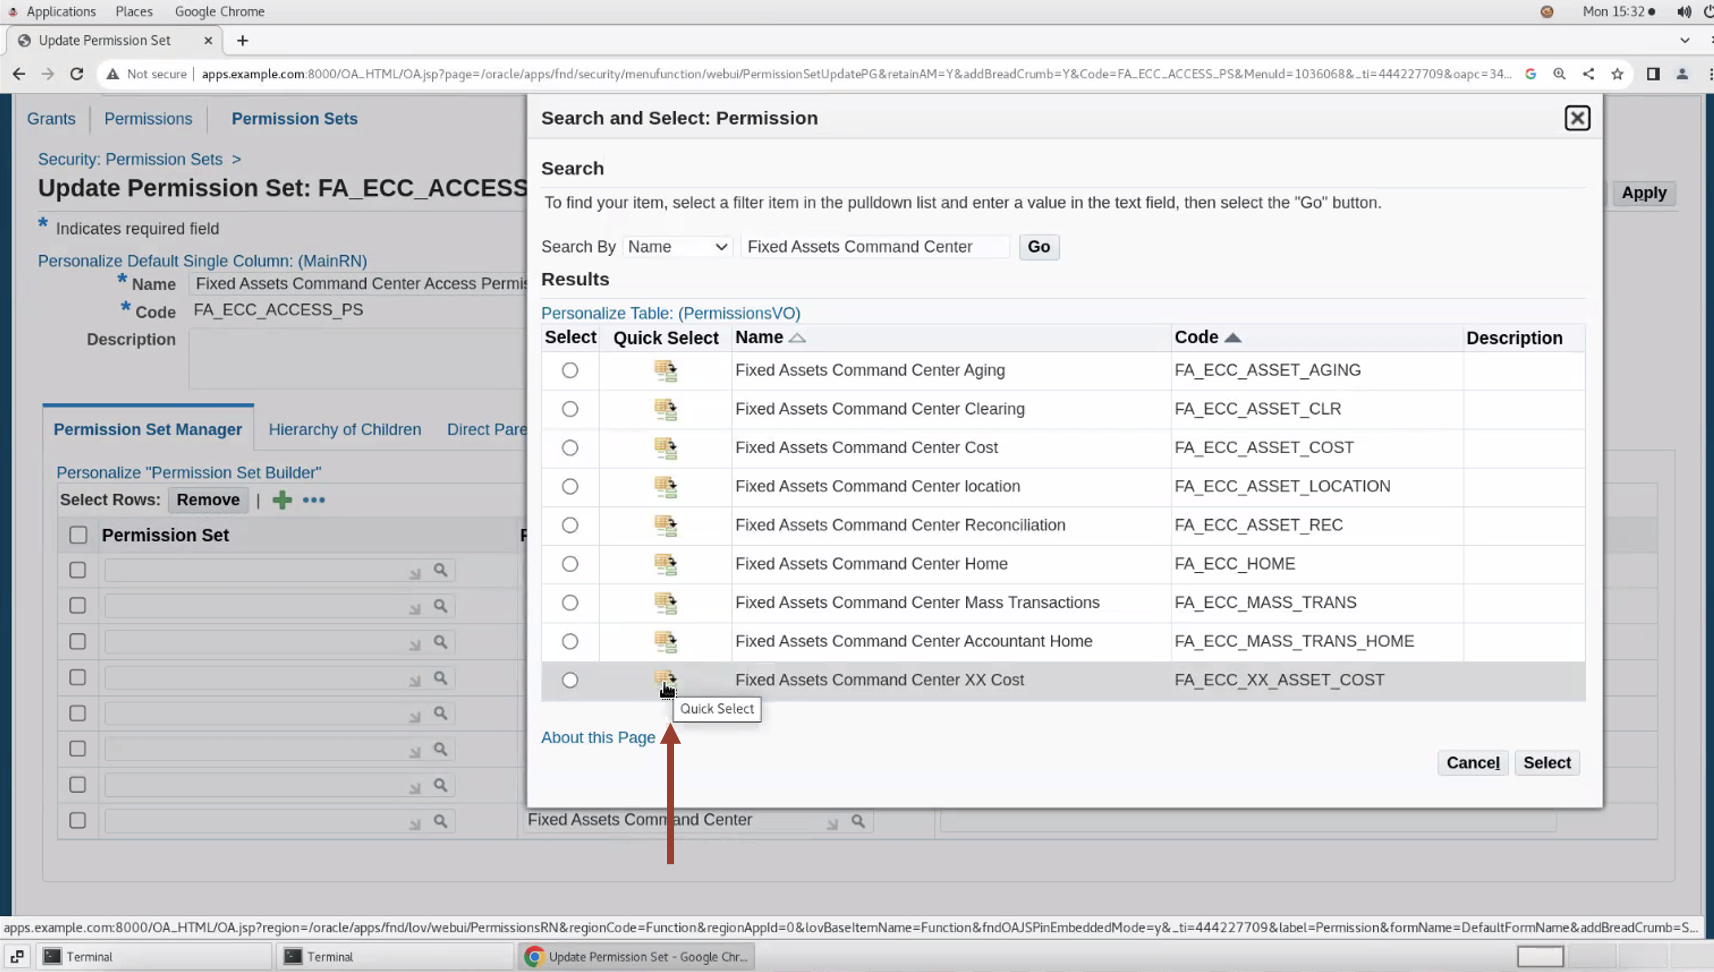 Applications Places Google Chrome Mon 15:32
Update Permission Set
Not secure apps.example.com:8000/OA_HTML/OA.jsp?page=/oracle/apps/fnd/security/menufunction/webui/PermissionSetUpdatePG&retainAM=Y&addBreadCrumb=Y&Code=FA_ECC_ACCESS_PS&MenuId=1036068&_ti=444227709&oapc=34...
Grants Permissions Permission Sets
Security: Permission Sets >
Update Permission Set: FA_ECC_ACCESS
Apply
* Indicates required field
Personalize Default Single Column: (MainRN)
* Name Fixed Assets Command Center Access Permis
* Code FA_ECC_ACCESS_PS
Description
Permission Set Manager Hierarchy of Children Direct Pare
Personalize "Permission Set Builder"
Select Rows: Remove |
Permission Set
Fixed Assets Command Center
Search and Select: Permission
Search
To find your item, select a filter item in the pulldown list and enter a value in the text field, then select the "Go" button.
Search By Name Fixed Assets Command Center Go
Results
Personalize Table: (PermissionsVO)
Select Quick Select Name Code Description
Fixed Assets Command Center Aging FA_ECC_ASSET_AGING
Fixed Assets Command Center Clearing FA_ECC_ASSET_CLR
Fixed Assets Command Center Cost FA_ECC_ASSET_COST
Fixed Assets Command Center location FA_ECC_ASSET_LOCATION
Fixed Assets Command Center Reconciliation FA_ECC_ASSET_REC
Fixed Assets Command Center Home FA_ECC_HOME
Fixed Assets Command Center Mass Transactions FA_ECC_MASS_TRANS
Fixed Assets Command Center Accountant Home FA_ECC_MASS_TRANS_HOME
Fixed Assets Command Center XX Cost FA_ECC_XX_ASSET_COST
Quick Select
About this Page
Cancel Select
apps.example.com:8000/OA_HTML/OA.jsp?region=/oracle/apps/fnd/lov/webui/PermissionsRN&regionCode=Function&regionAppId=0&lovBaseItemName=Function&fndOAJSPinEmbeddedMode=y&_ti=444227709&label=Permission&formName=DefaultFormName&addBreadCrumb=S...
Terminal Terminal Update Permission Set - Google Chr...